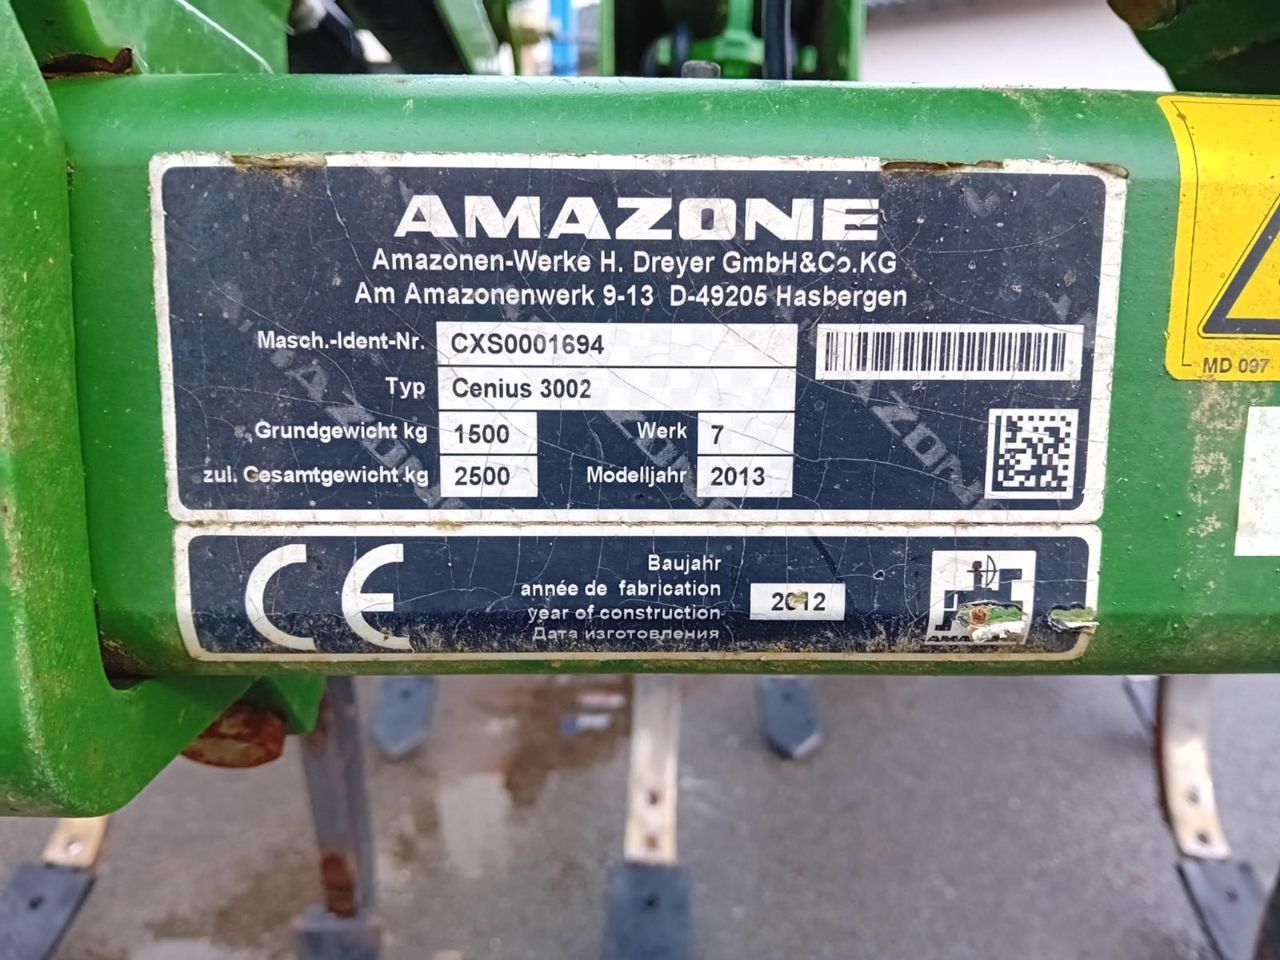 AMAZONE
Amazonen-Werke H. Dreyer GmbH&Co.KG
Am Amazonenwerk 9-13 D-49205 Hasbergen
Masch.-Ident-Nr. CXS0001694
Typ Cenius 3002
Grundgewicht kg 1500 Werk 7
zul. Gesamtgewicht kg 2500 Modelljahr 2013
AMAZONE
AMAZONE
CE
Baujahr
année de fabrication
year of construction 2012
Дата изготовления
MD 097